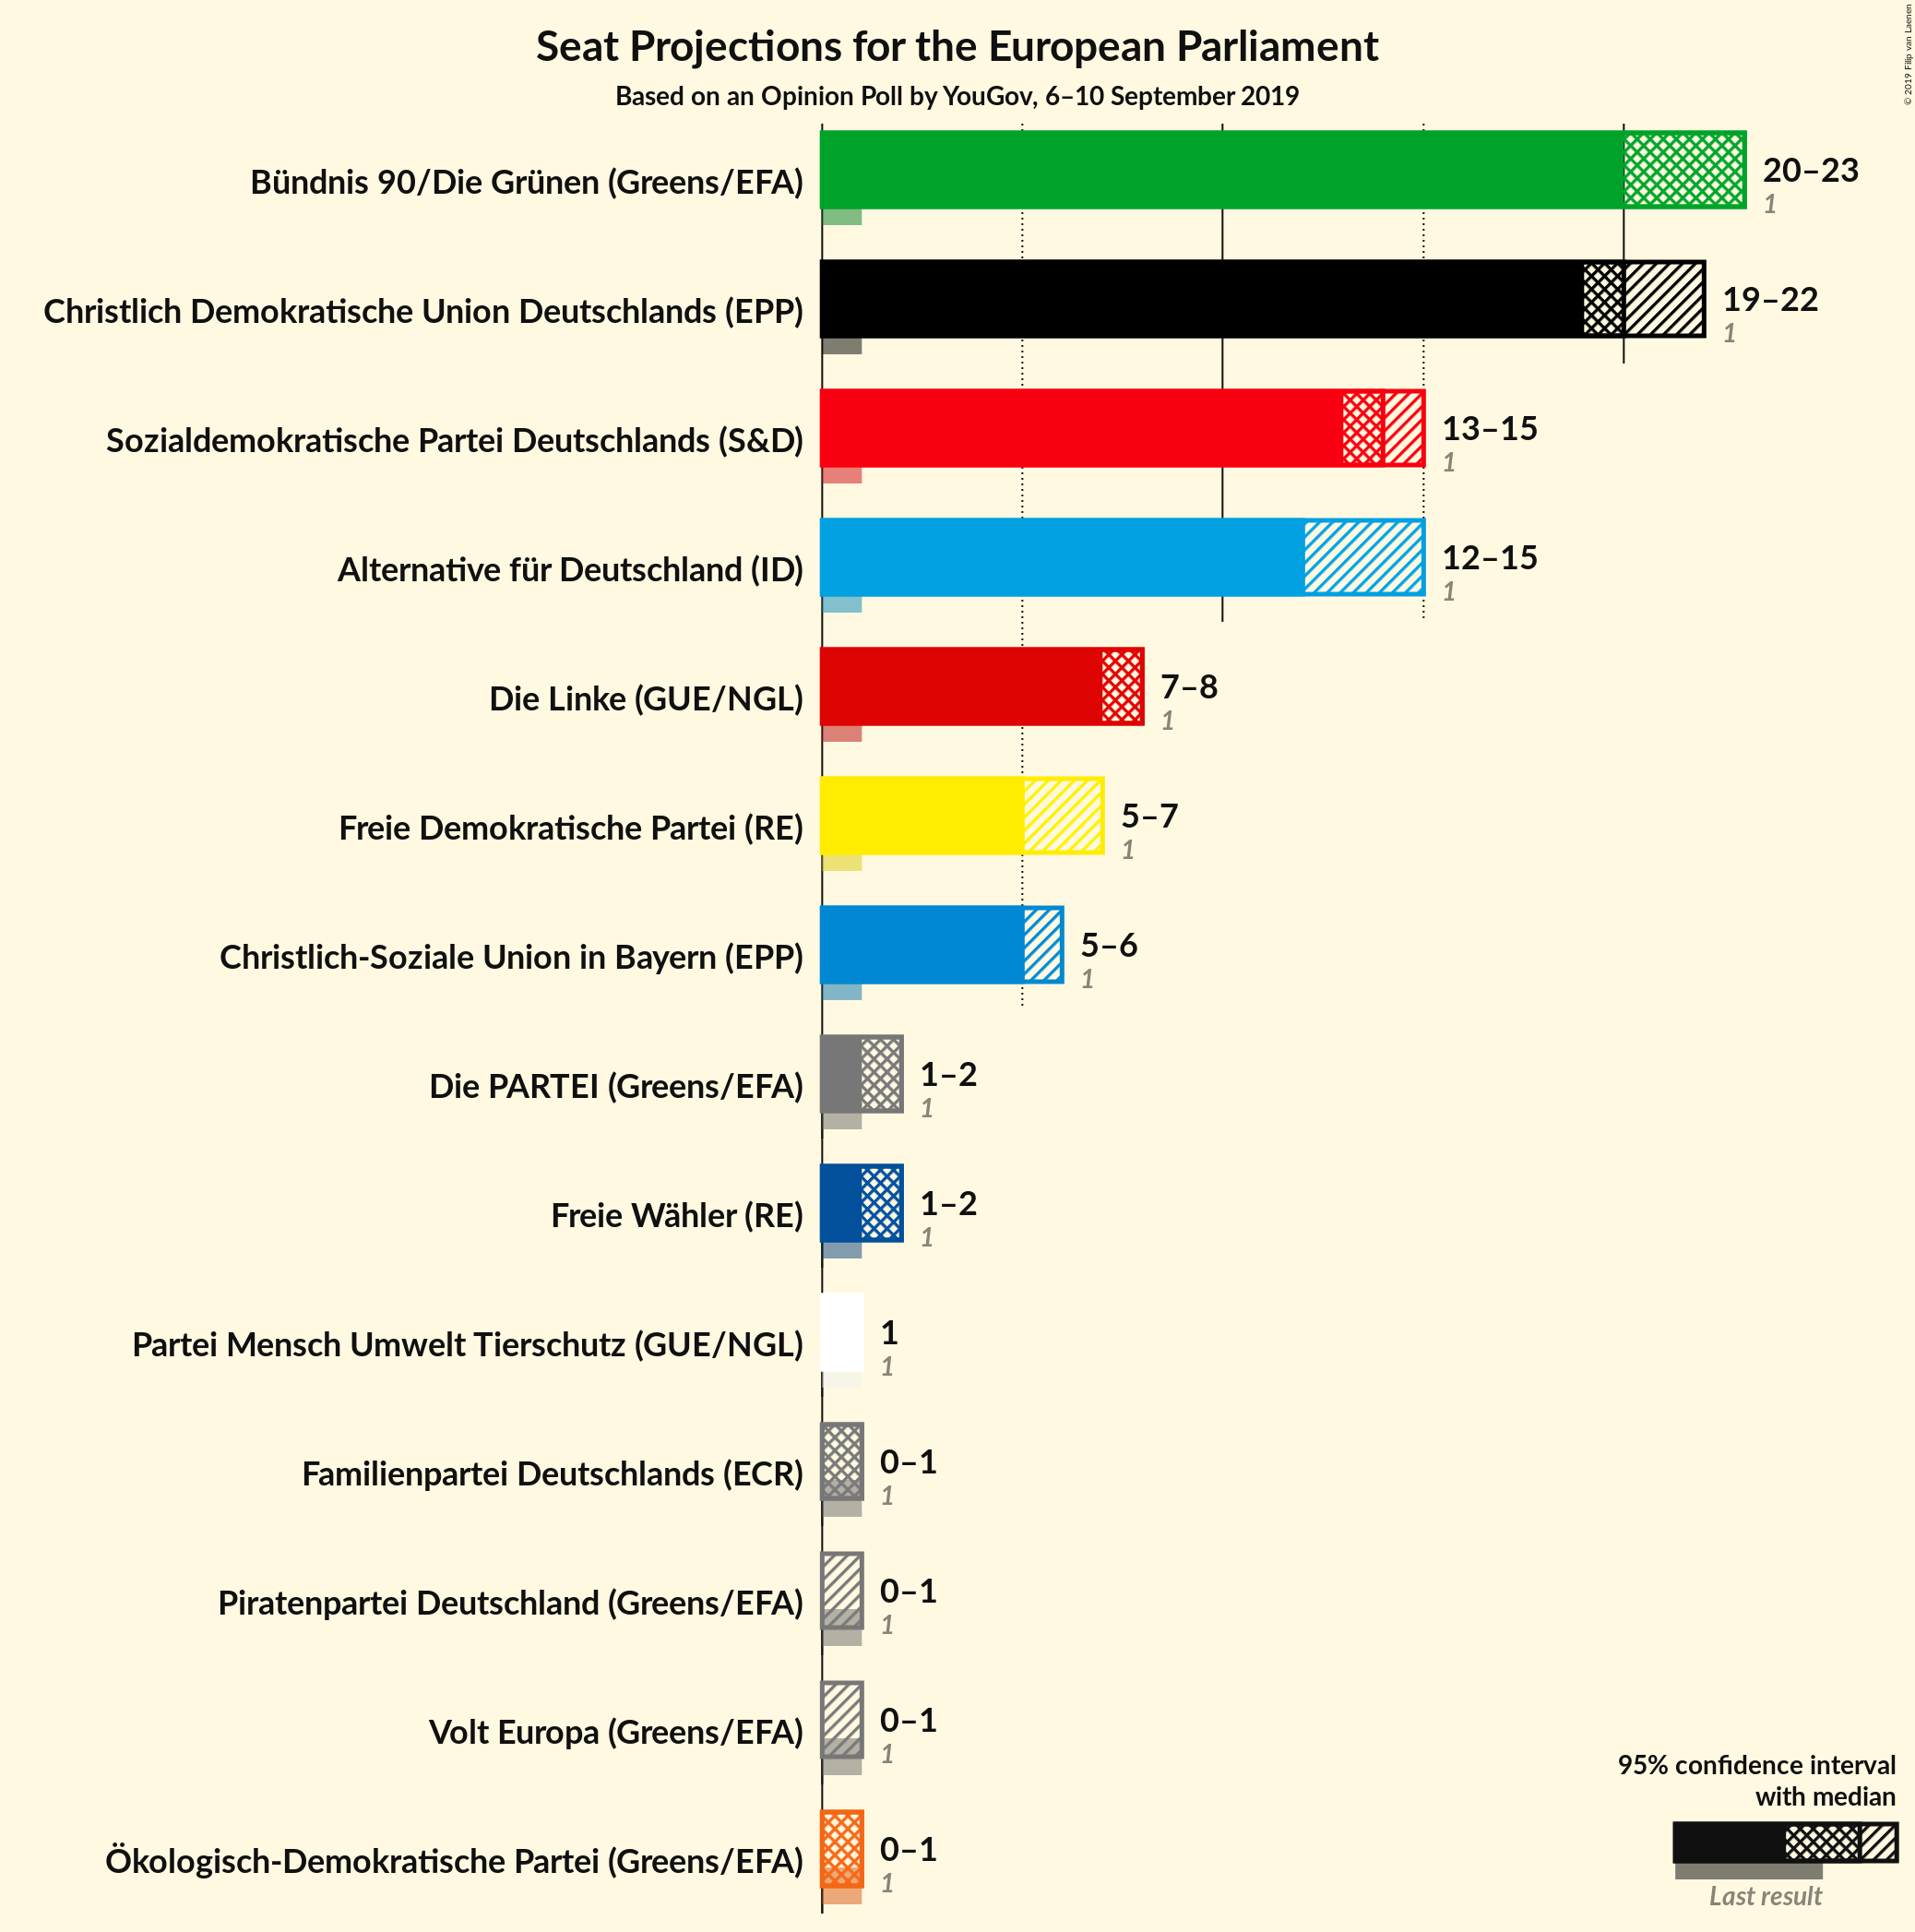 Seat Projections for the European Parliament
Based on an Opinion Poll by YouGov, 6–10 September 2019
© 2019 Filip van Laenen
Bündnis 90/Die Grünen (Greens/EFA)
20–23
1
Christlich Demokratische Union Deutschlands (EPP)
19–22
1
Sozialdemokratische Partei Deutschlands (S&D)
13–15
1
Alternative für Deutschland (ID)
12–15
1
Die Linke (GUE/NGL)
7–8
1
Freie Demokratische Partei (RE)
5–7
1
Christlich-Soziale Union in Bayern (EPP)
5–6
1
Die PARTEI (Greens/EFA)
1–2
1
Freie Wähler (RE)
1–2
1
Partei Mensch Umwelt Tierschutz (GUE/NGL)
1
1
Familienpartei Deutschlands (ECR)
0–1
1
Piratenpartei Deutschland (Greens/EFA)
0–1
1
Volt Europa (Greens/EFA)
0–1
1
Ökologisch-Demokratische Partei (Greens/EFA)
0–1
1
95% confidence interval
with median
Last result